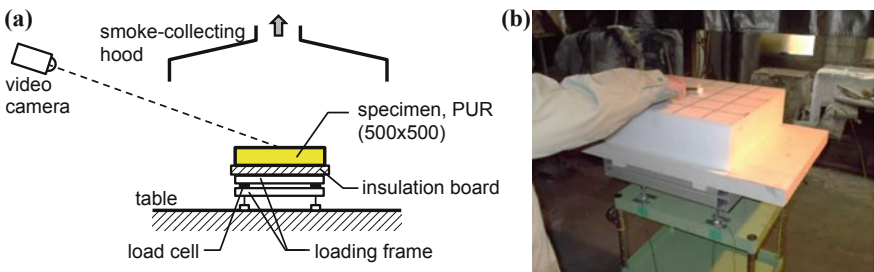 (a)
smoke-collecting
hood
video
camera
specimen, PUR
(500x500)
insulation board
table
load cell
loading frame
(b)